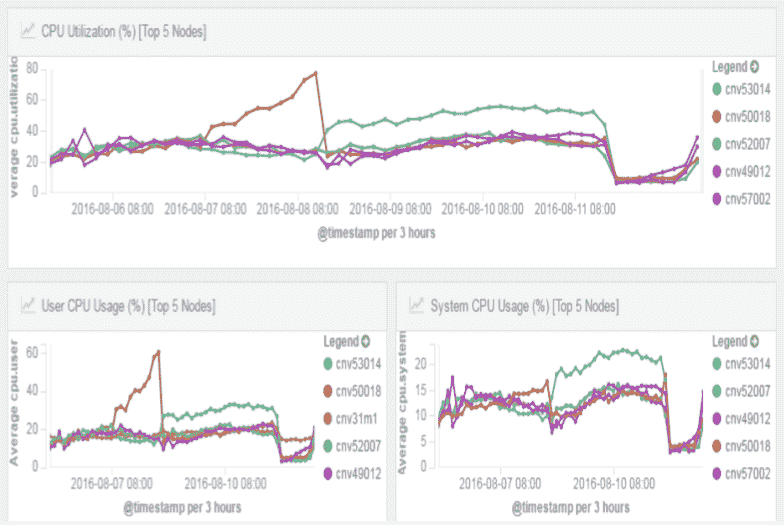 CPU Utilization (%) [Top 5 Nodes]
verage cpu.utilizatio
80
60
40
20
0
2016-08-06 08:00 2016-08-07 08:00 2016-08-08 08:00 2016-08-09 08:00 2016-08-10 08:00 2016-08-11 08:00
@timestamp per 3 hours
Legend
cnv53014
cnv50018
cnv52007
cnv49012
cnv57002
User CPU Usage (%) [Top 5 Nodes]
Average cpu.user
60
40
20
0
2016-08-07 08:00 2016-08-10 08:00
@timestamp per 3 hours
Legend
cnv53014
cnv50018
cnv31m1
cnv52007
cnv49012
System CPU Usage (%) [Top 5 Nodes]
Average cpu.system
20
15
10
5
0
2016-08-07 08:00 2016-08-10 08:00
@timestamp per 3 hours
Legend
cnv53014
cnv52007
cnv49012
cnv50018
cnv57002